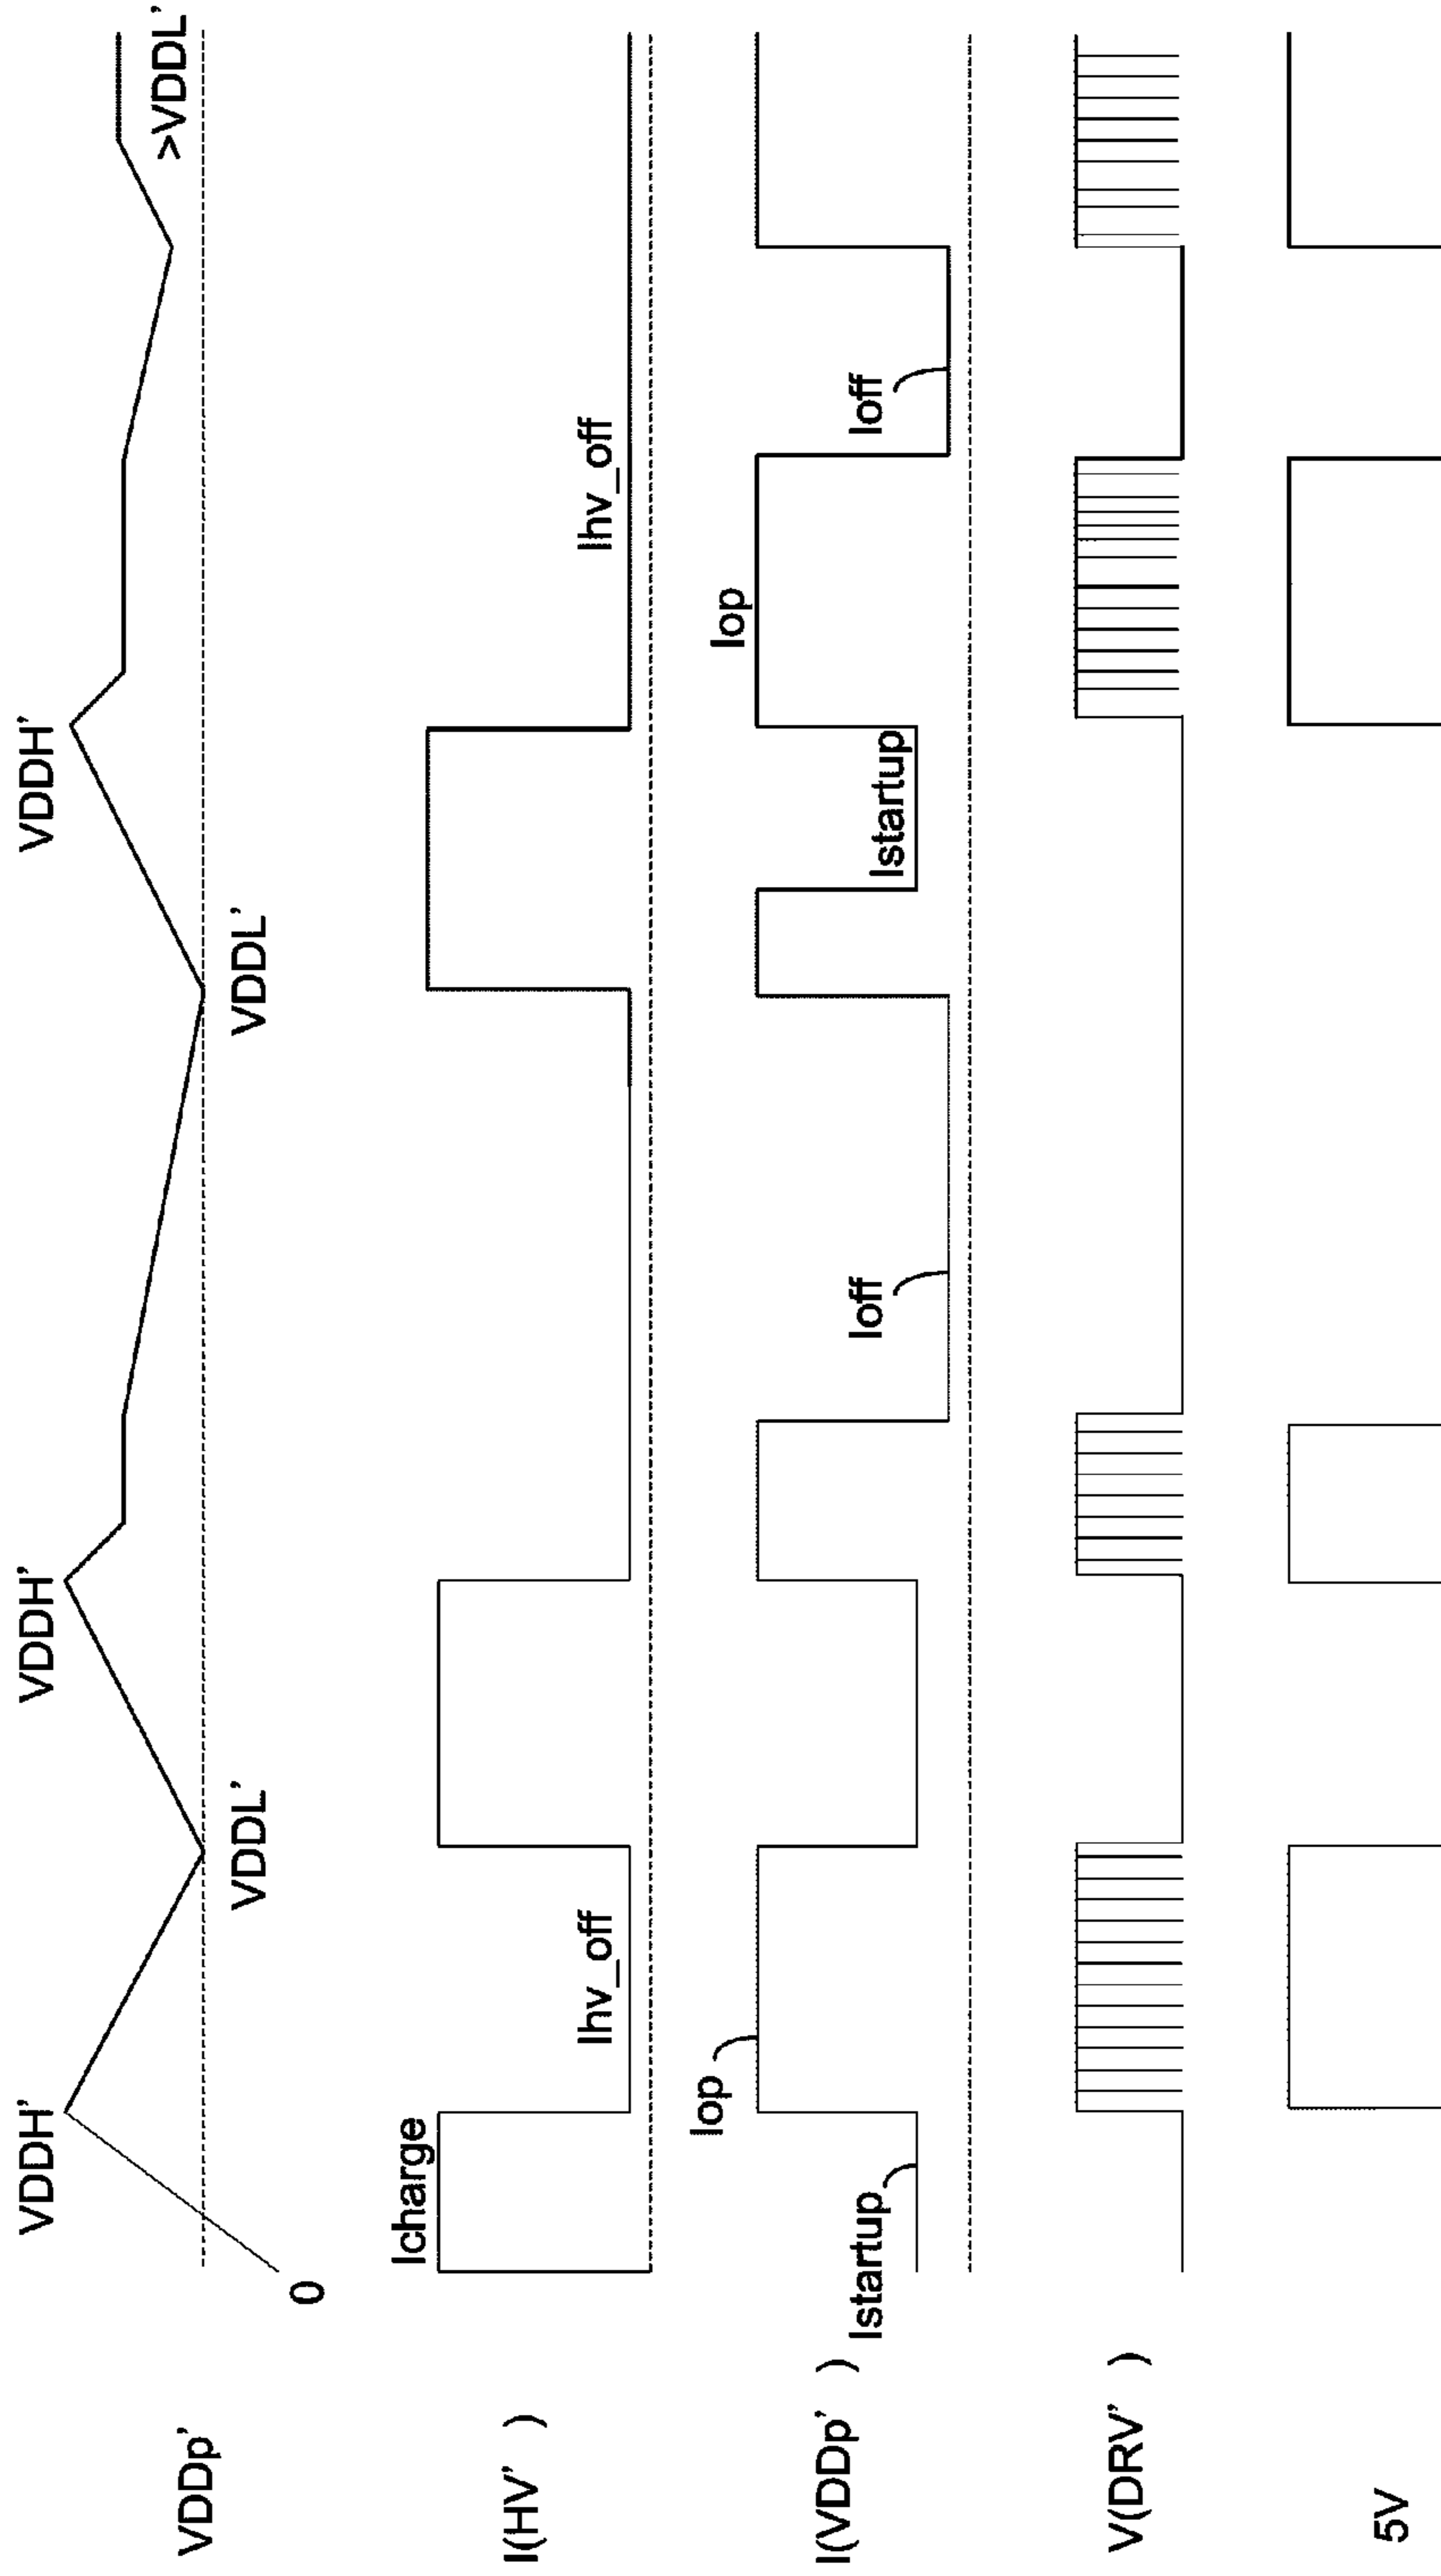 VDDp'
VDDH'
VDDH'
VDDH'
>VDDL'
VDDL'
VDDL'
0
I(HV' )
Icharge
Ihv_off
Ihv_off
I(VDDp' )
Iop
Iop
Istartup
Istartup
Ioff
Ioff
V(DRV' )
5V